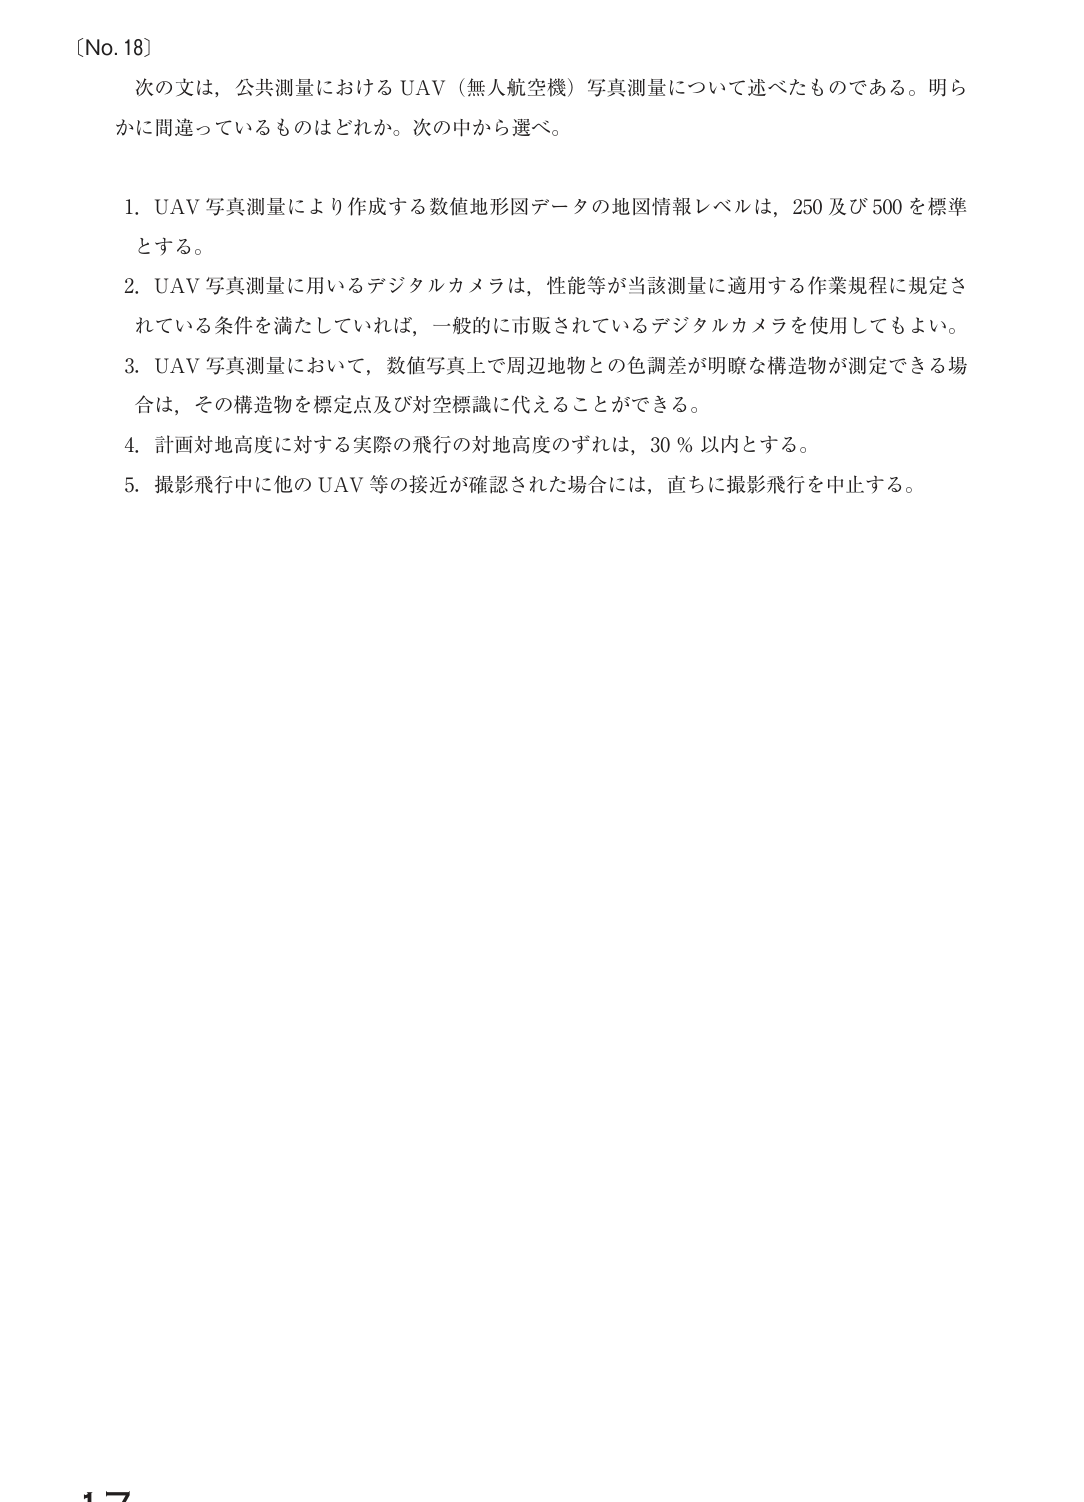 〔No. 18〕
次の文は，公共測量における UAV（無人航空機）写真測量について述べたものである。明ら
かに間違っているものはどれか。次の中から選べ。
1．UAV 写真測量により作成する数値地形図データの地図情報レベルは，250 及び 500 を標準
とする。
2．UAV 写真測量に用いるデジタルカメラは，性能等が当該測量に適用する作業規程に規定さ
れている条件を満たしていれば，一般的に市販されているデジタルカメラを使用してもよい。
3．UAV 写真測量において，数値写真上で周辺地物との色調差が明瞭な構造物が測定できる場
合は，その構造物を標定点及び対空標識に代えることができる。
4．計画対地高度に対する実際の飛行の対地高度のずれは，30 % 以内とする。
5．撮影飛行中に他の UAV 等の接近が確認された場合には，直ちに撮影飛行を中止する。